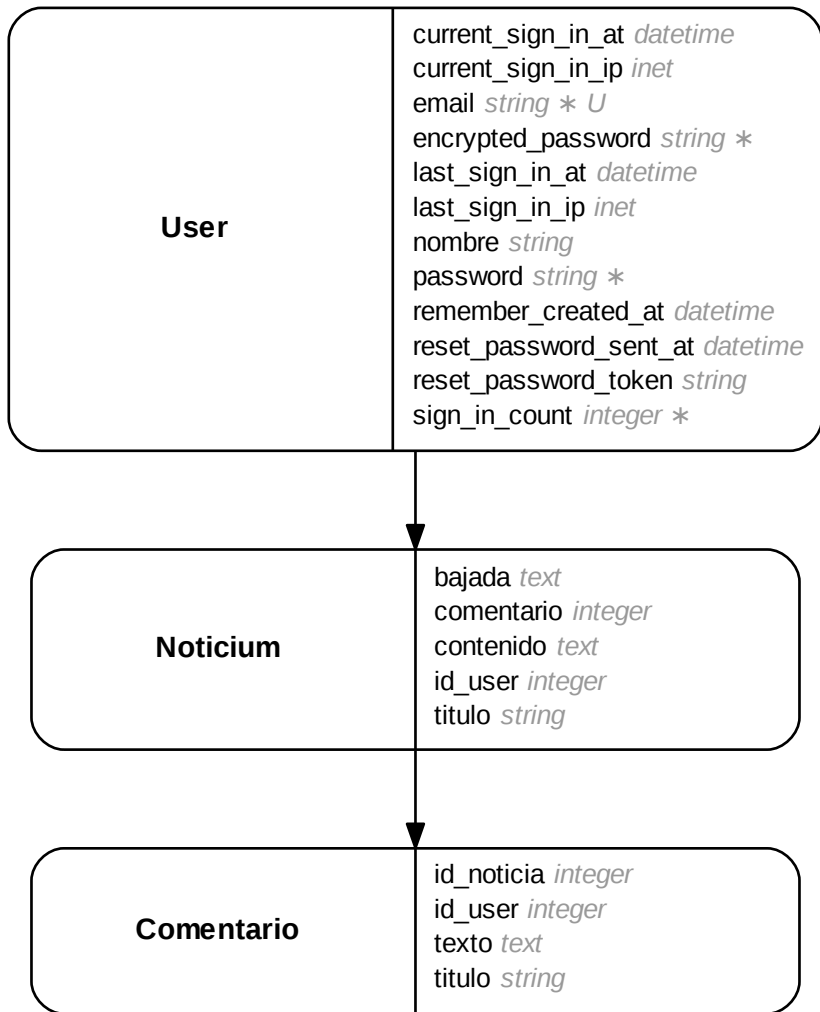 User
current_sign_in_at datetime
current_sign_in_ip inet
email string ∗ U
encrypted_password string ∗
last_sign_in_at datetime
last_sign_in_ip inet
nombre string
password string ∗
remember_created_at datetime
reset_password_sent_at datetime
reset_password_token string
sign_in_count integer ∗
Noticium
bajada text
comentario integer
contenido text
id_user integer
titulo string
Comentario
id_noticia integer
id_user integer
texto text
titulo string